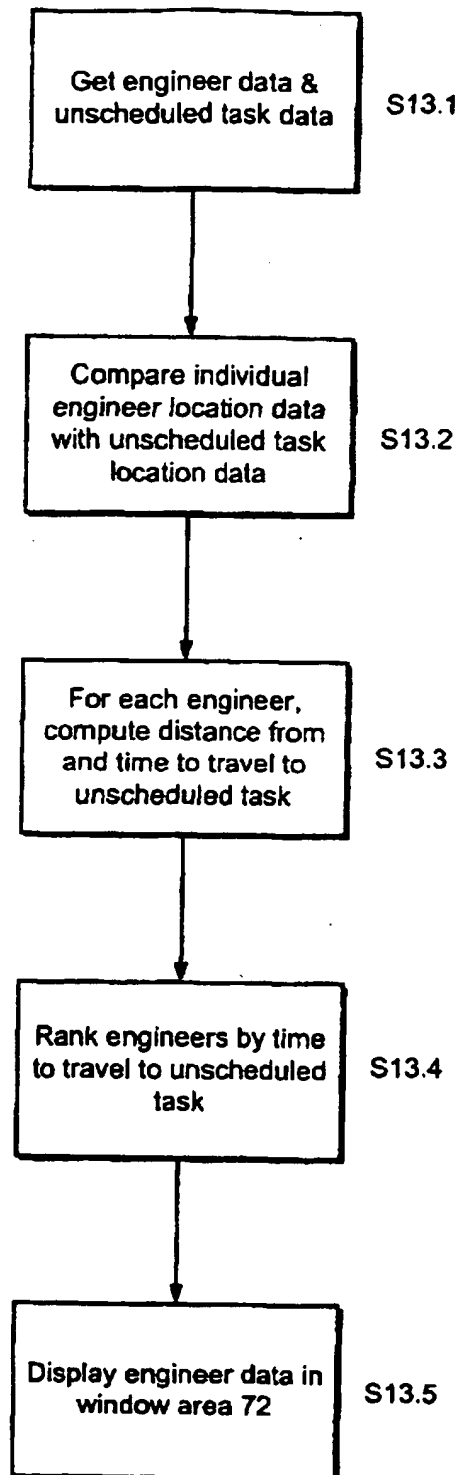 Get engineer data &
unscheduled task data
S13.1
Compare individual
engineer location data
with unscheduled task
location data
S13.2
For each engineer,
compute distance from
and time to travel to
unscheduled task
S13.3
Rank engineers by time
to travel to unscheduled
task
S13.4
Display engineer data in
window area 72
S13.5